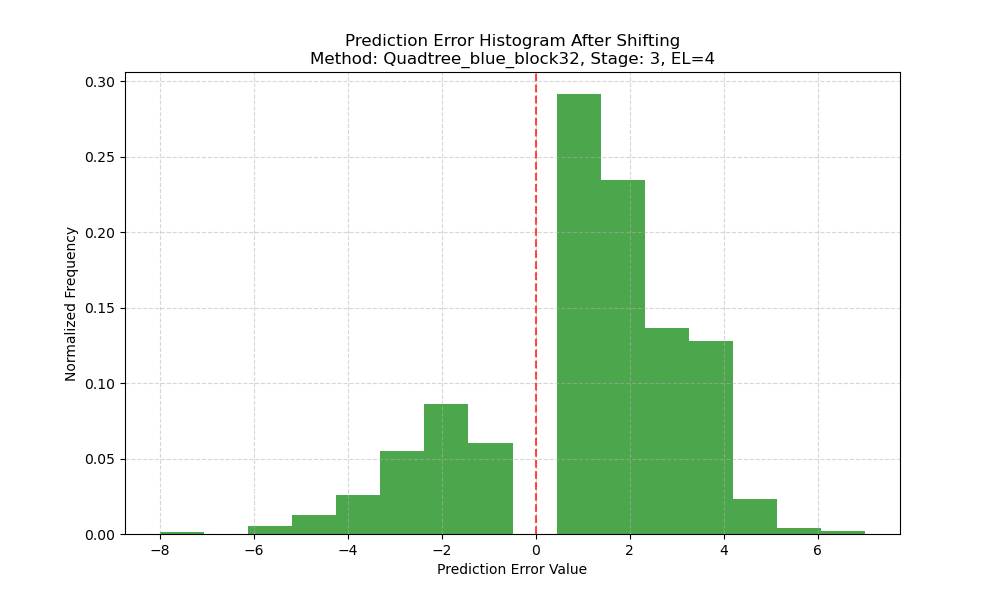 Prediction Error Histogram After Shifting
Method: Quadtree_blue_block32, Stage: 3, EL=4
Normalized Frequency
0.30
0.25
0.20
0.15
0.10
0.05
0.00
−8 −6 −4 −2 0 2 4 6
Prediction Error Value